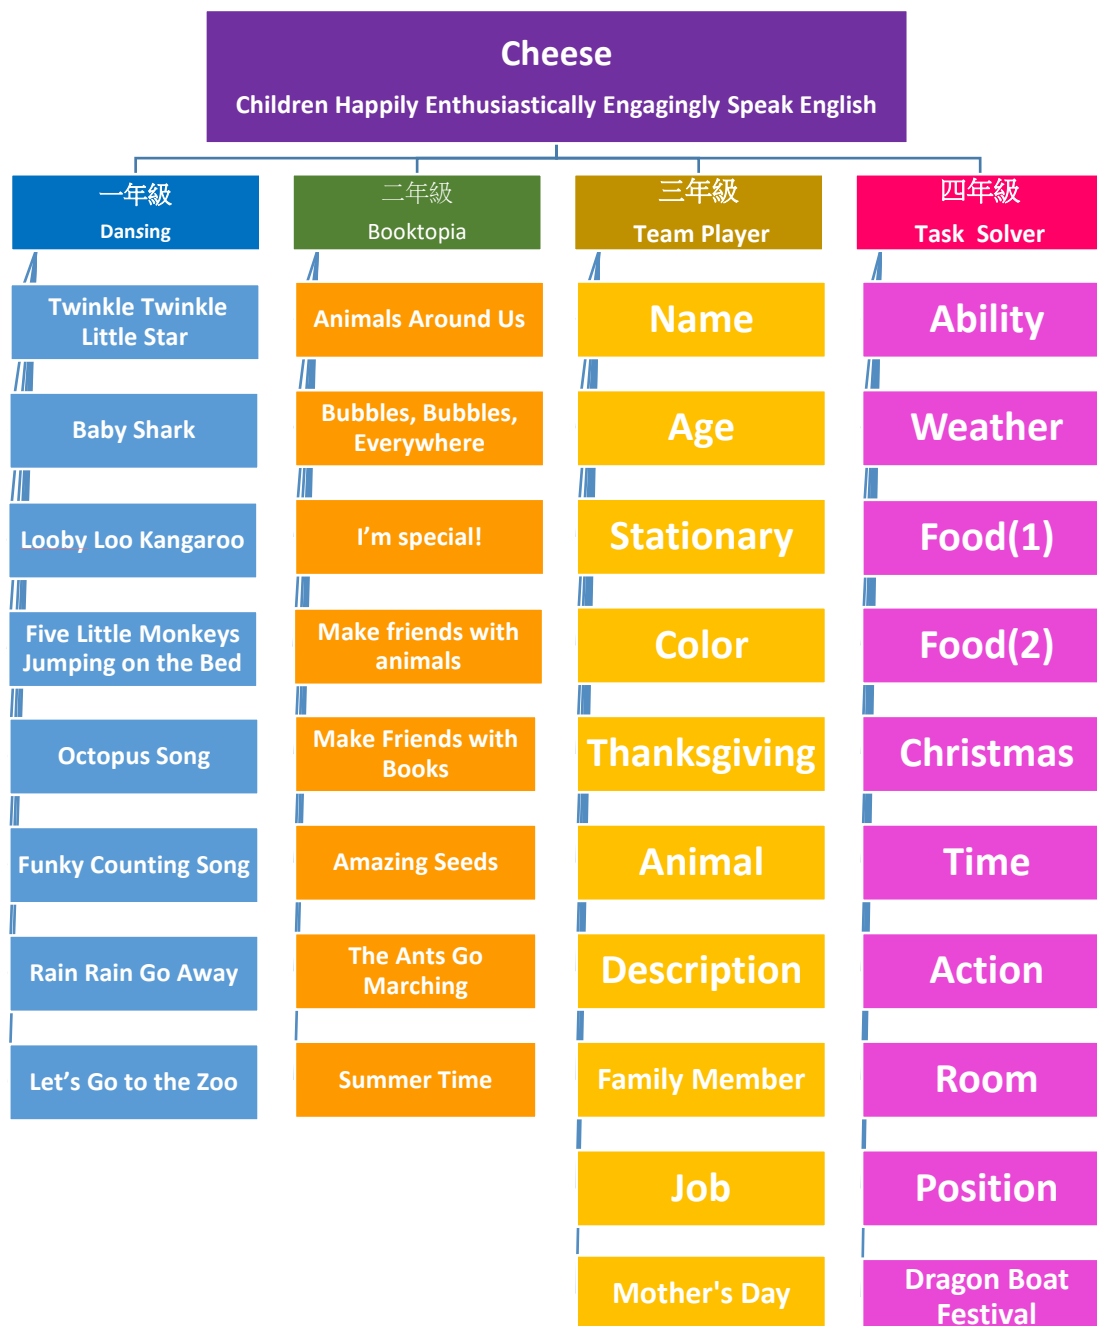 Cheese
Children Happily Enthusiastically Engagingly Speak English
一年級
Dansing
Twinkle Twinkle
Little Star
Baby Shark
Looby Loo Kangaroo
Five Little Monkeys
Jumping on the Bed
Octopus Song
Funky Counting Song
Rain Rain Go Away
Let's Go to the Zoo
二年級
Booktopia
Animals Around Us
Bubbles, Bubbles,
Everywhere
I'm special!
Make friends with
animals
Make Friends with
Books
Amazing Seeds
The Ants Go
Marching
Summer Time
三年級
Team Player
Name
Age
Stationary
Color
Thanksgiving
Animal
Description
Family Member
Job
Mother's Day
四年級
Task Solver
Ability
Weather
Food(1)
Food(2)
Christmas
Time
Action
Room
Position
Dragon Boat
Festival